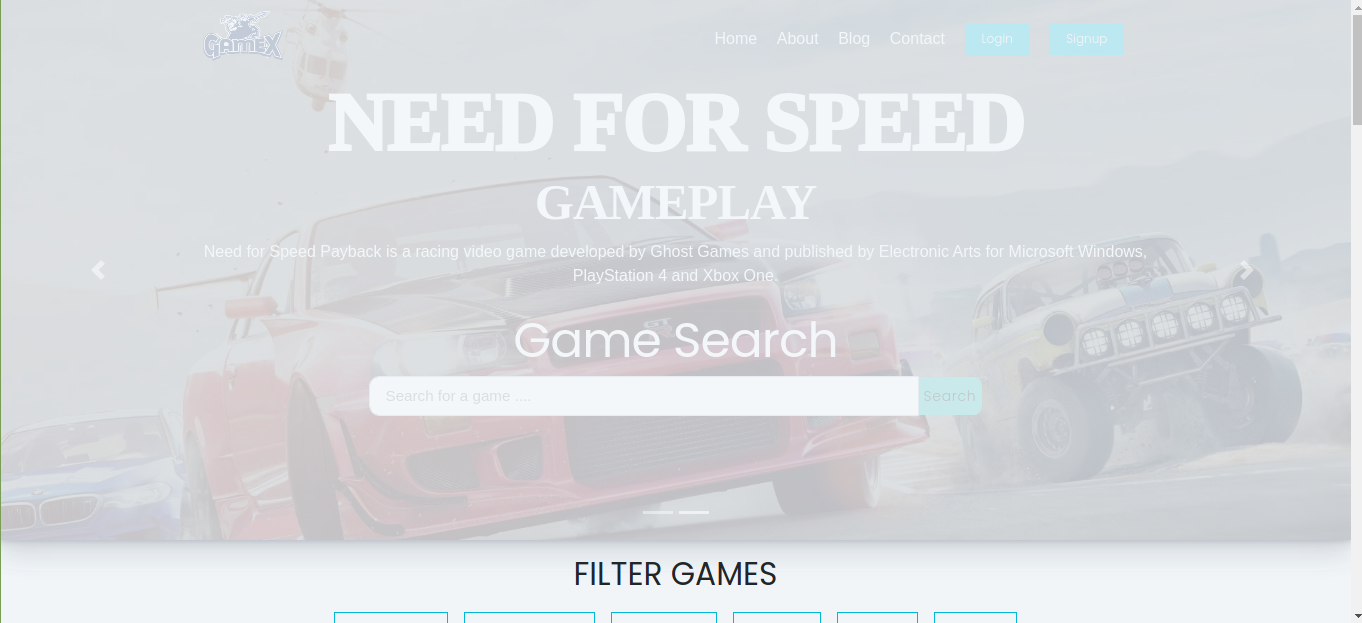 GAMEX
Home About Blog Contact Login Signup
NEED FOR SPEED
GAMEPLAY
Need for Speed Payback is a racing video game developed by Ghost Games and published by Electronic Arts for Microsoft Windows,
PlayStation 4 and Xbox One.
Game Search
Search for a game .... Search
FILTER GAMES